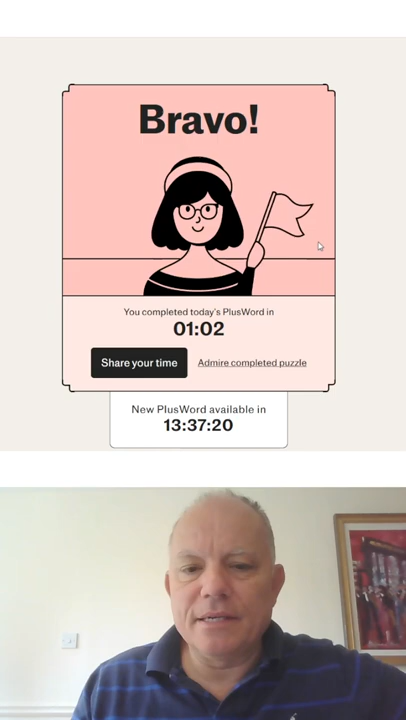 Bravo!
You completed today's PlusWord in
01:02
Share your time
Admire completed puzzle
New PlusWord available in
13:37:20